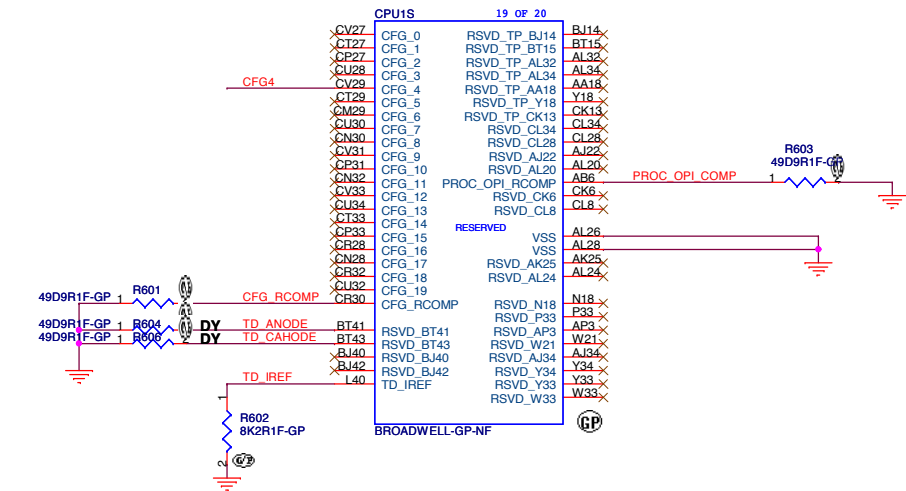 CPU1S 19 OF 20
CV27 CFG_0 RSVD_TP_BJ14 BJ14
CT27 CFG_1 RSVD_TP_BT15 BT15
CP27 CFG_2 RSVD_TP_AL32 AL32
CU28 CFG_3 RSVD_TP_AL34 AL34
CFG4 CV29 CFG_4 RSVD_TP_AA18 AA18
CT29 CFG_5 RSVD_TP_Y18 Y18
CM29 CFG_6 RSVD_TP_CK13 CK13
CU30 CFG_7 RSVD_CL34 CL34
CN30 CFG_8 RSVD_CL28 CL28
CV31 CFG_9 RSVD_AJ22 AJ22
CP31 CFG_10 RSVD_AL20 AL20
CN32 CFG_11 PROC_OPI_RCOMP AB6 PROC_OPI_COMP 1 R603 49D9R1F-GP 2
CV33 CFG_12 RSVD_CK6 CK6
CU34 CFG_13 RSVD_CL8 CL8
CT33 CFG_14
RESERVED
CP33 CFG_15 VSS AL26
CR28 CFG_16 VSS AL28
CN28 CFG_17 RSVD_AK25 AK25
CR32 CFG_18 RSVD_AL24 AL24
CU32 CFG_19
49D9R1F-GP 1 R601 CFG_RCOMP CR30 CFG_RCOMP RSVD_N18 N18
RSVD_P33 P33
49D9R1F-GP 1 R604 DY TD_ANODE BT41 RSVD_BT41 RSVD_AP3 AP3
49D9R1F-GP 1 R606 2 DY TD_CAHODE BT43 RSVD_BT43 RSVD_W21 W21
BJ40 RSVD_BJ40 RSVD_AJ34 AJ34
BJ42 RSVD_BJ42 RSVD_Y34 Y34
TD_IREF L40 TD_IREF RSVD_Y33 Y33
RSVD_W33 W33
1
R602
8K2R1F-GP
2
GP
BROADWELL-GP-NF